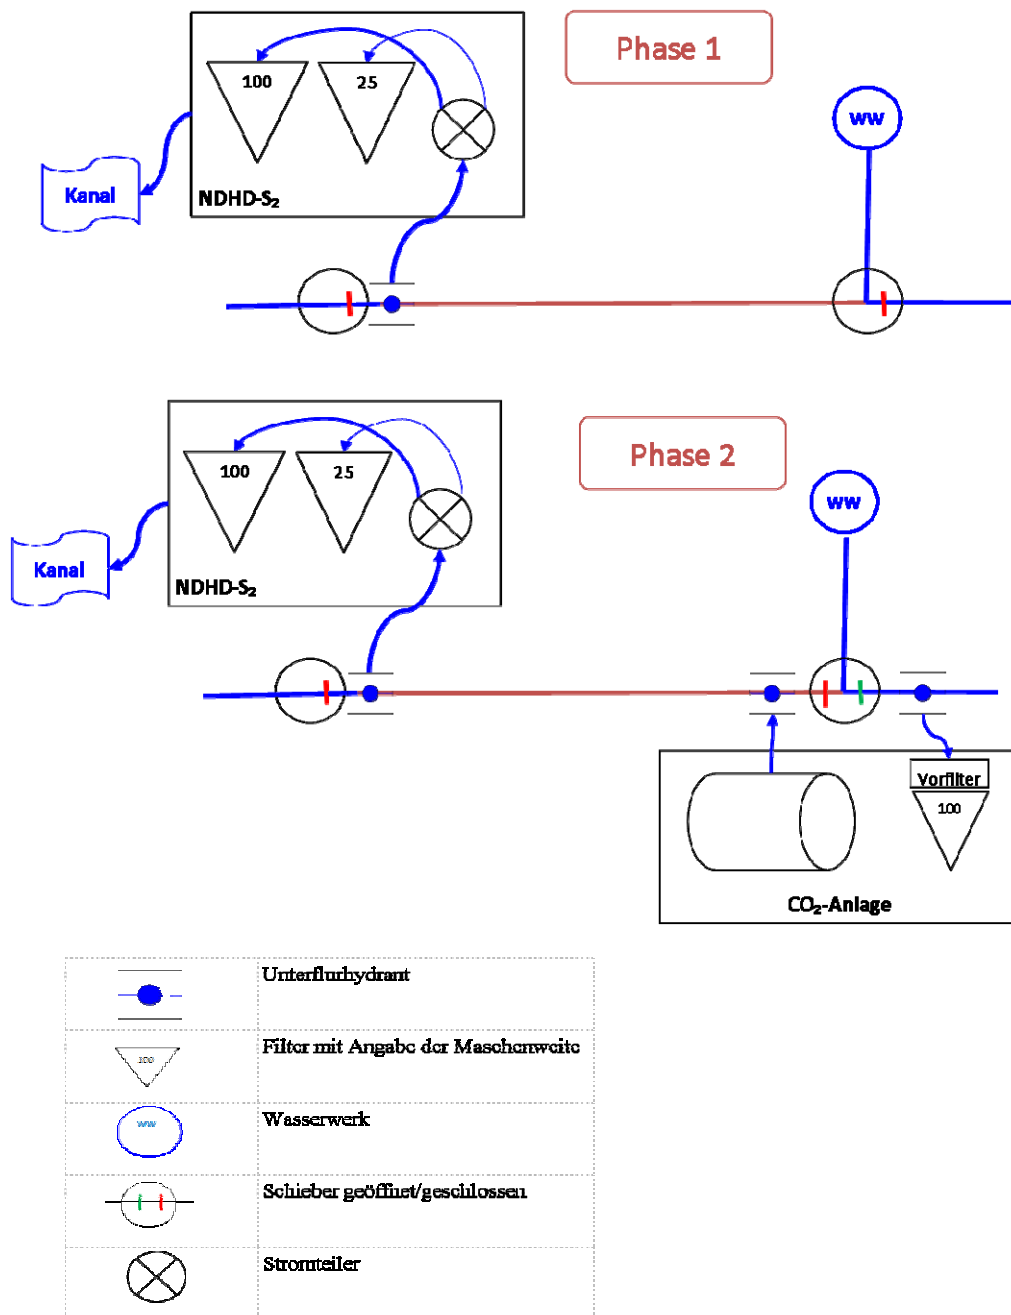 Phase 1
100
25
WW
Kanal
NDHD-S₂
Phase 2
100
25
WW
Kanal
NDHD-S₂
Vorfilter
100
CO₂-Anlage
Unterflurhydrant
100
Filter mit Angabe der Maschenweite
WW
Wasserwerk
Schieber geöffnet/geschlossen
Stromteiler